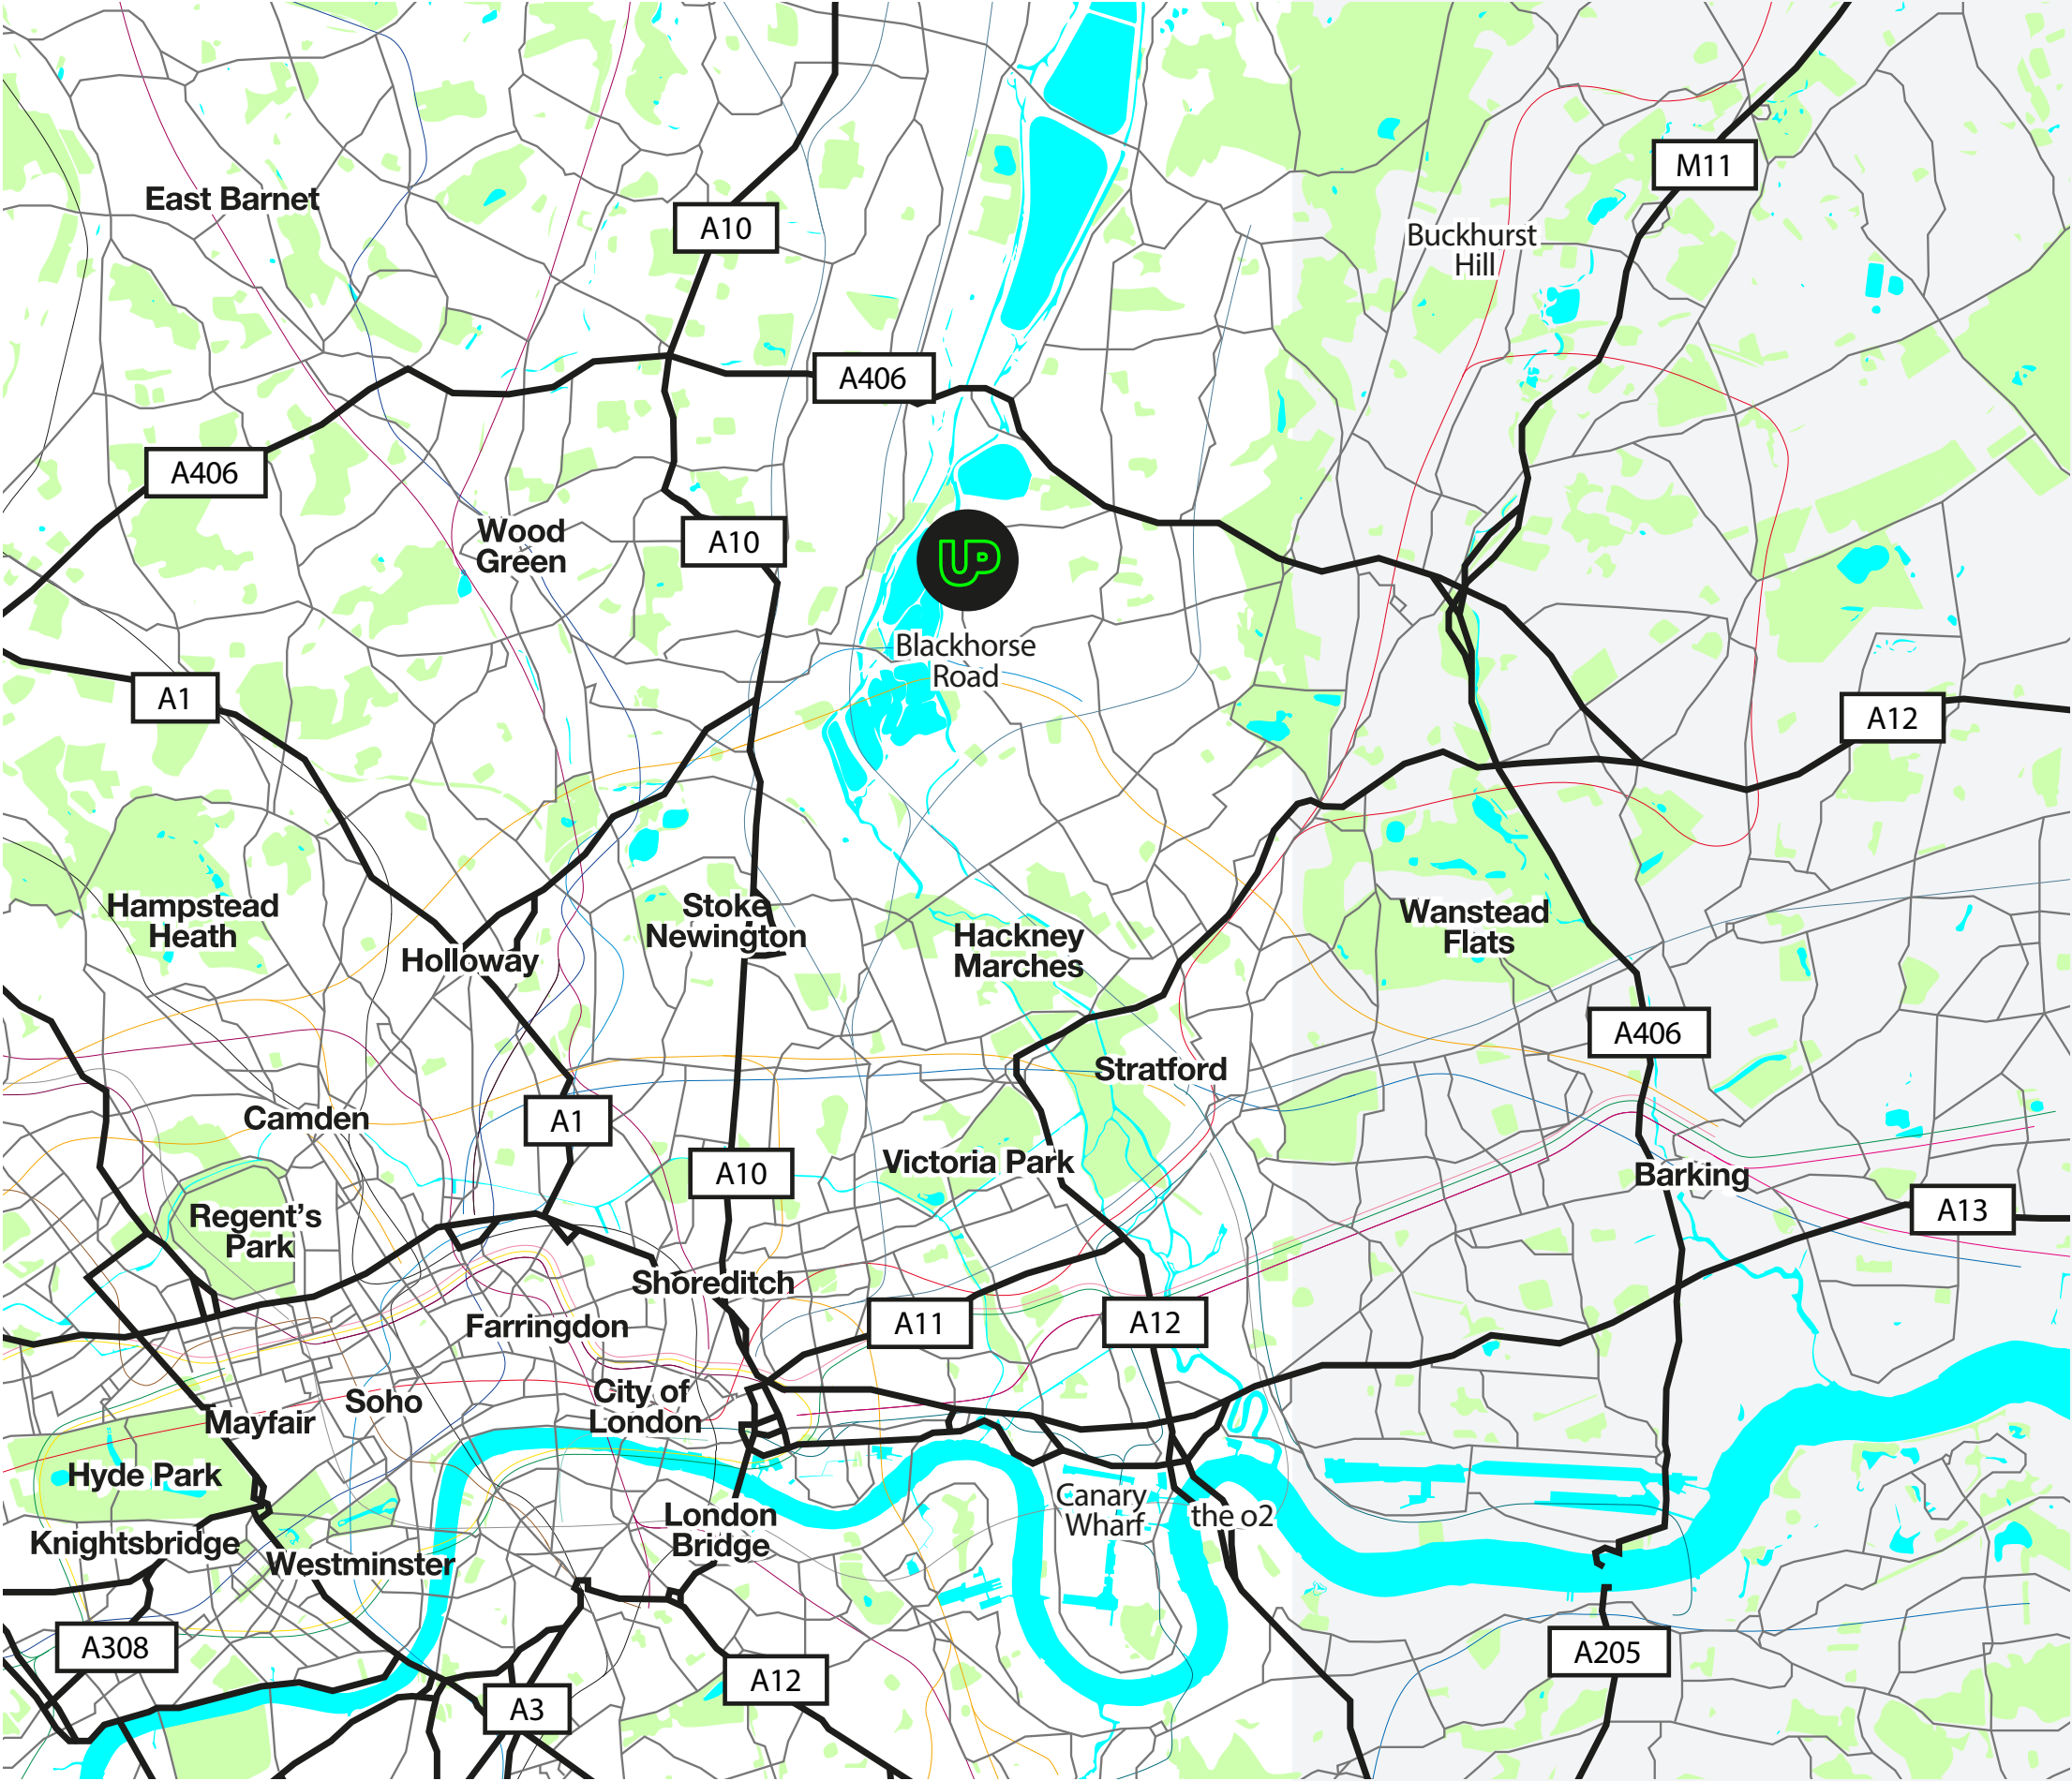 M11
East Barnet
A10
Buckhurst
Hill
A406
A406
Wood
Green
A10
UP
Blackhorse
Road
A1
A12
Hampstead
Heath
Holloway
Stoke
Newington
Hackney
Marches
Wanstead
Flats
A406
Stratford
Camden
A1
A10
Victoria Park
Barking
A13
Regent's
Park
Shoreditch
Farringdon
A11
A12
Soho
Mayfair
City of
London
Hyde Park
Canary
Wharf
the o2
London
Bridge
Knightsbridge
Westminster
A308
A12
A3
A205